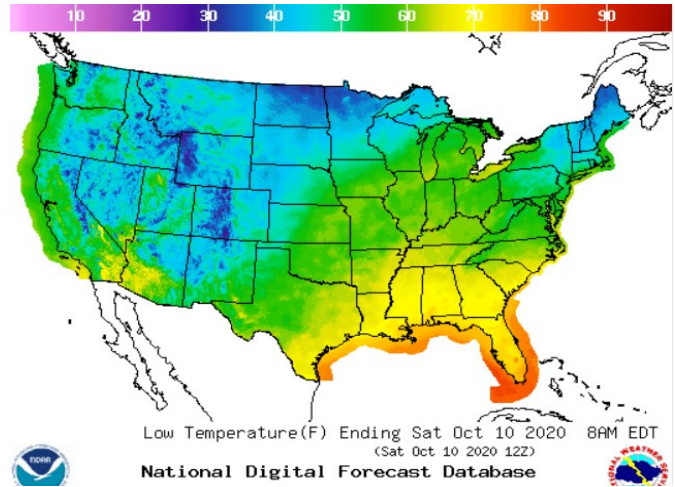 10 20 30 40 50 60 70 80 90
Low Temperature(F) Ending Sat Oct 10 2020 8AM EDT
(Sat Oct 10 2020 12Z)
National Digital Forecast Database
NOAA